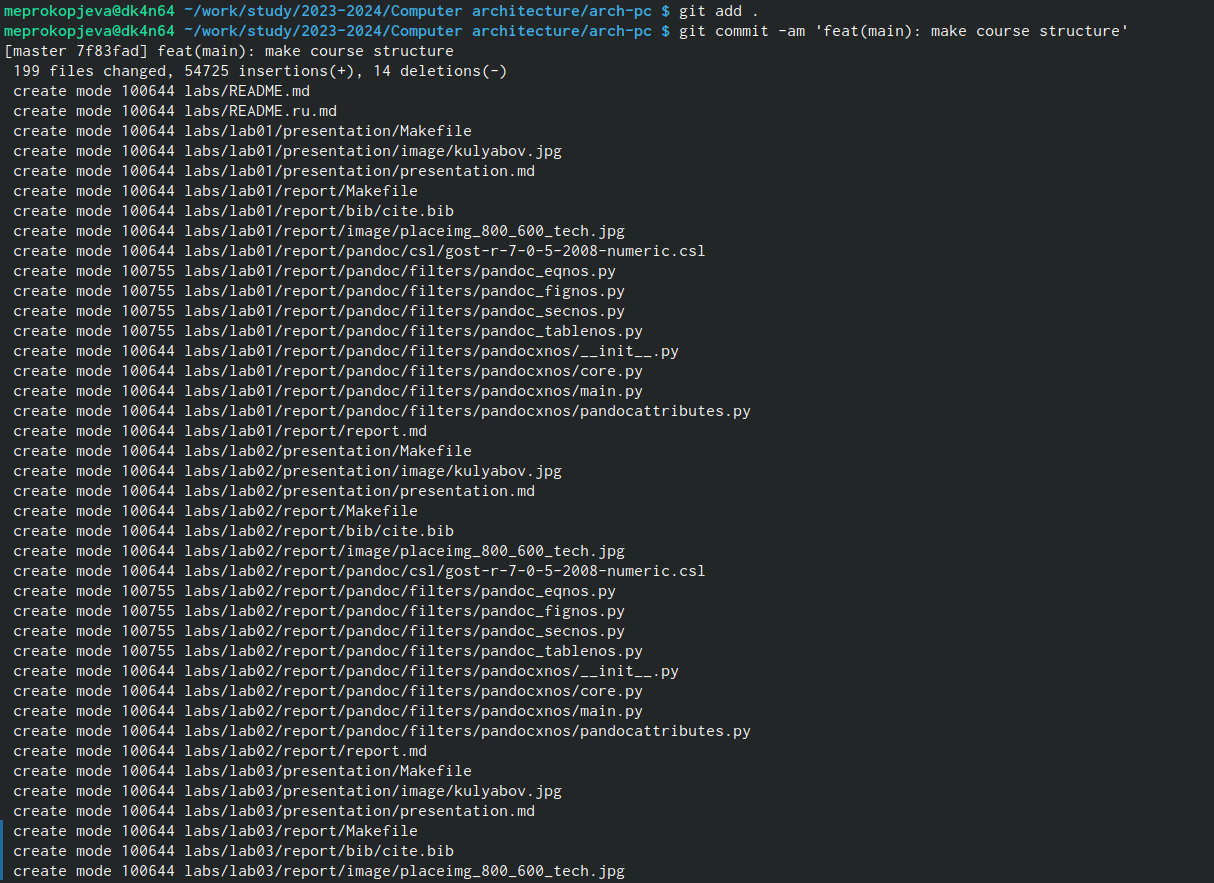 meprokopjeva@dk4n64 ~/work/study/2023-2024/Computer architecture/arch-pc $ git add .
meprokopjeva@dk4n64 ~/work/study/2023-2024/Computer architecture/arch-pc $ git commit -am 'feat(main): make course structure'
[master 7f83fad] feat(main): make course structure
 199 files changed, 54725 insertions(+), 14 deletions(-)
 create mode 100644 labs/README.md
 create mode 100644 labs/README.ru.md
 create mode 100644 labs/lab01/presentation/Makefile
 create mode 100644 labs/lab01/presentation/image/kulyabov.jpg
 create mode 100644 labs/lab01/presentation/presentation.md
 create mode 100644 labs/lab01/report/Makefile
 create mode 100644 labs/lab01/report/bib/cite.bib
 create mode 100644 labs/lab01/report/image/placeimg_800_600_tech.jpg
 create mode 100644 labs/lab01/report/pandoc/csl/gost-r-7-0-5-2008-numeric.csl
 create mode 100755 labs/lab01/report/pandoc/filters/pandoc_eqnos.py
 create mode 100755 labs/lab01/report/pandoc/filters/pandoc_fignos.py
 create mode 100755 labs/lab01/report/pandoc/filters/pandoc_secnos.py
 create mode 100755 labs/lab01/report/pandoc/filters/pandoc_tablenos.py
 create mode 100644 labs/lab01/report/pandoc/filters/pandocxnos/__init__.py
 create mode 100644 labs/lab01/report/pandoc/filters/pandocxnos/core.py
 create mode 100644 labs/lab01/report/pandoc/filters/pandocxnos/main.py
 create mode 100644 labs/lab01/report/pandoc/filters/pandocxnos/pandocattributes.py
 create mode 100644 labs/lab01/report/report.md
 create mode 100644 labs/lab02/presentation/Makefile
 create mode 100644 labs/lab02/presentation/image/kulyabov.jpg
 create mode 100644 labs/lab02/presentation/presentation.md
 create mode 100644 labs/lab02/report/Makefile
 create mode 100644 labs/lab02/report/bib/cite.bib
 create mode 100644 labs/lab02/report/image/placeimg_800_600_tech.jpg
 create mode 100644 labs/lab02/report/pandoc/csl/gost-r-7-0-5-2008-numeric.csl
 create mode 100755 labs/lab02/report/pandoc/filters/pandoc_eqnos.py
 create mode 100755 labs/lab02/report/pandoc/filters/pandoc_fignos.py
 create mode 100755 labs/lab02/report/pandoc/filters/pandoc_secnos.py
 create mode 100755 labs/lab02/report/pandoc/filters/pandoc_tablenos.py
 create mode 100644 labs/lab02/report/pandoc/filters/pandocxnos/__init__.py
 create mode 100644 labs/lab02/report/pandoc/filters/pandocxnos/core.py
 create mode 100644 labs/lab02/report/pandoc/filters/pandocxnos/main.py
 create mode 100644 labs/lab02/report/pandoc/filters/pandocxnos/pandocattributes.py
 create mode 100644 labs/lab02/report/report.md
 create mode 100644 labs/lab03/presentation/Makefile
 create mode 100644 labs/lab03/presentation/image/kulyabov.jpg
 create mode 100644 labs/lab03/presentation/presentation.md
 create mode 100644 labs/lab03/report/Makefile
 create mode 100644 labs/lab03/report/bib/cite.bib
 create mode 100644 labs/lab03/report/image/placeimg_800_600_tech.jpg